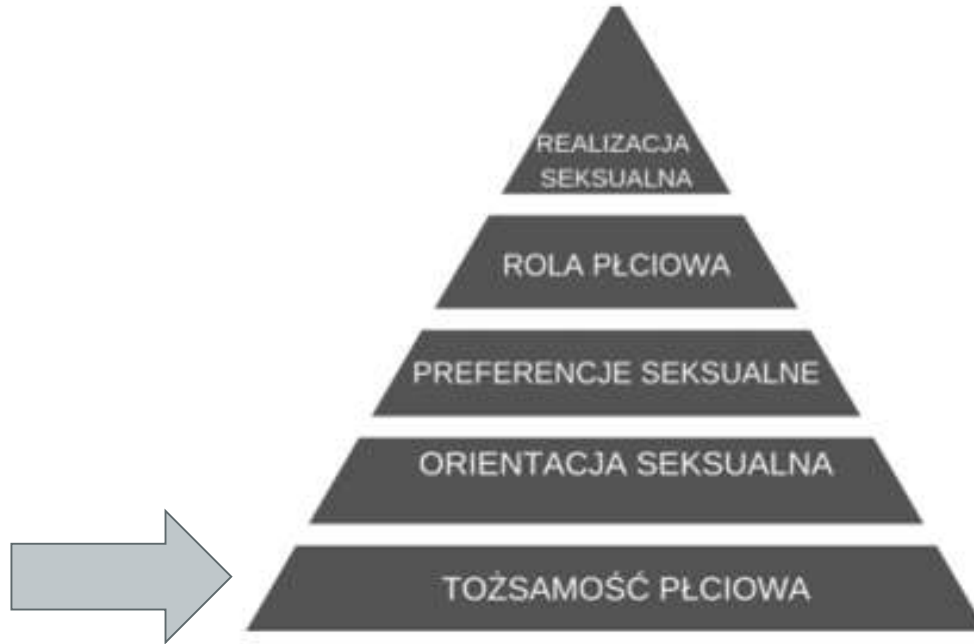 REALIZACJA
SEKSUALNA
ROLA PŁCIOWA
PREFERENCJE SEKSUALNE
ORIENTACJA SEKSUALNA
TOŻSAMOŚĆ PŁCIOWA